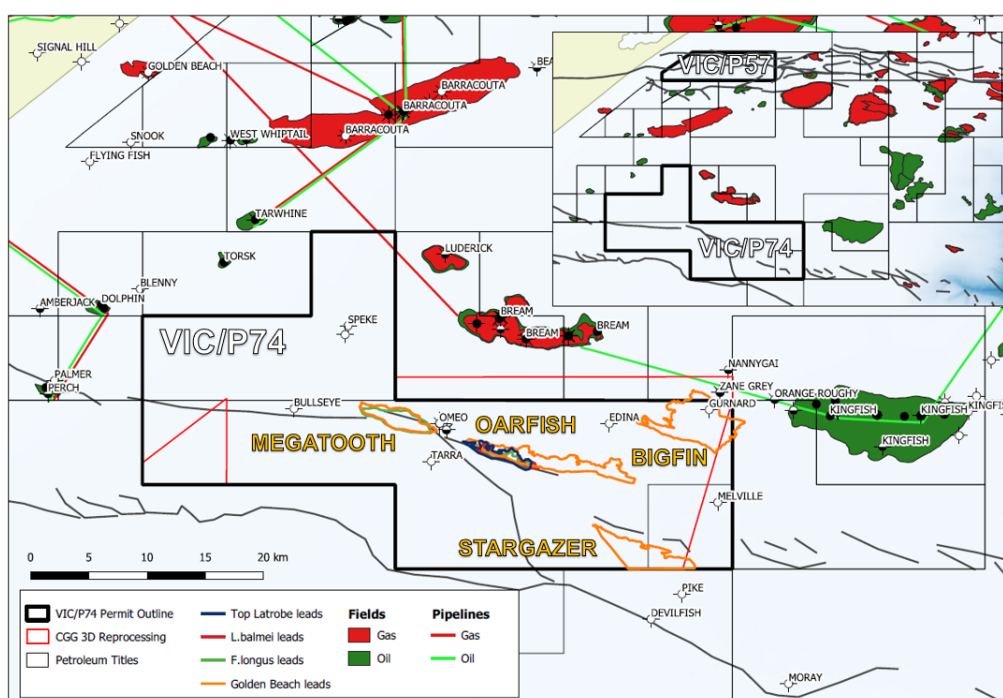 SIGNAL HILL
GOLDEN BEACH
BARRACOUTA
BARRACOUTA
BARRACOUTA
SNOOK
WEST WHIPTAIL
FLYING FISH
TARWHINE
TORSK
LUDERICK
BLENNY
AMBERJACK
DOLPHIN
VIC/P74
SPEKE
BREAM
BREAM
BREAM
NANNYGAI
PALMER
PERCH
ZANE GREY
ORANGE ROUGHY
BULLSEYE
GURNARD
KINGFISH
KINGFISH
KINGFISH
KINGFISH
OMEO
OARFISH
EDINA
MEGATOOTH
TARRA
BIGFIN
MELVILLE
STARGAZER
PIKE
DEVILFISH
MORAY
VIC/P57
VIC/P74
0 5 10 15 20 km
VIC/P74 Permit Outline
CGG 3D Reprocessing
Petroleum Titles
Top Latrobe leads
L.balmei leads
F.longus leads
Golden Beach leads
Fields
Gas
Oil
Pipelines
Gas
Oil